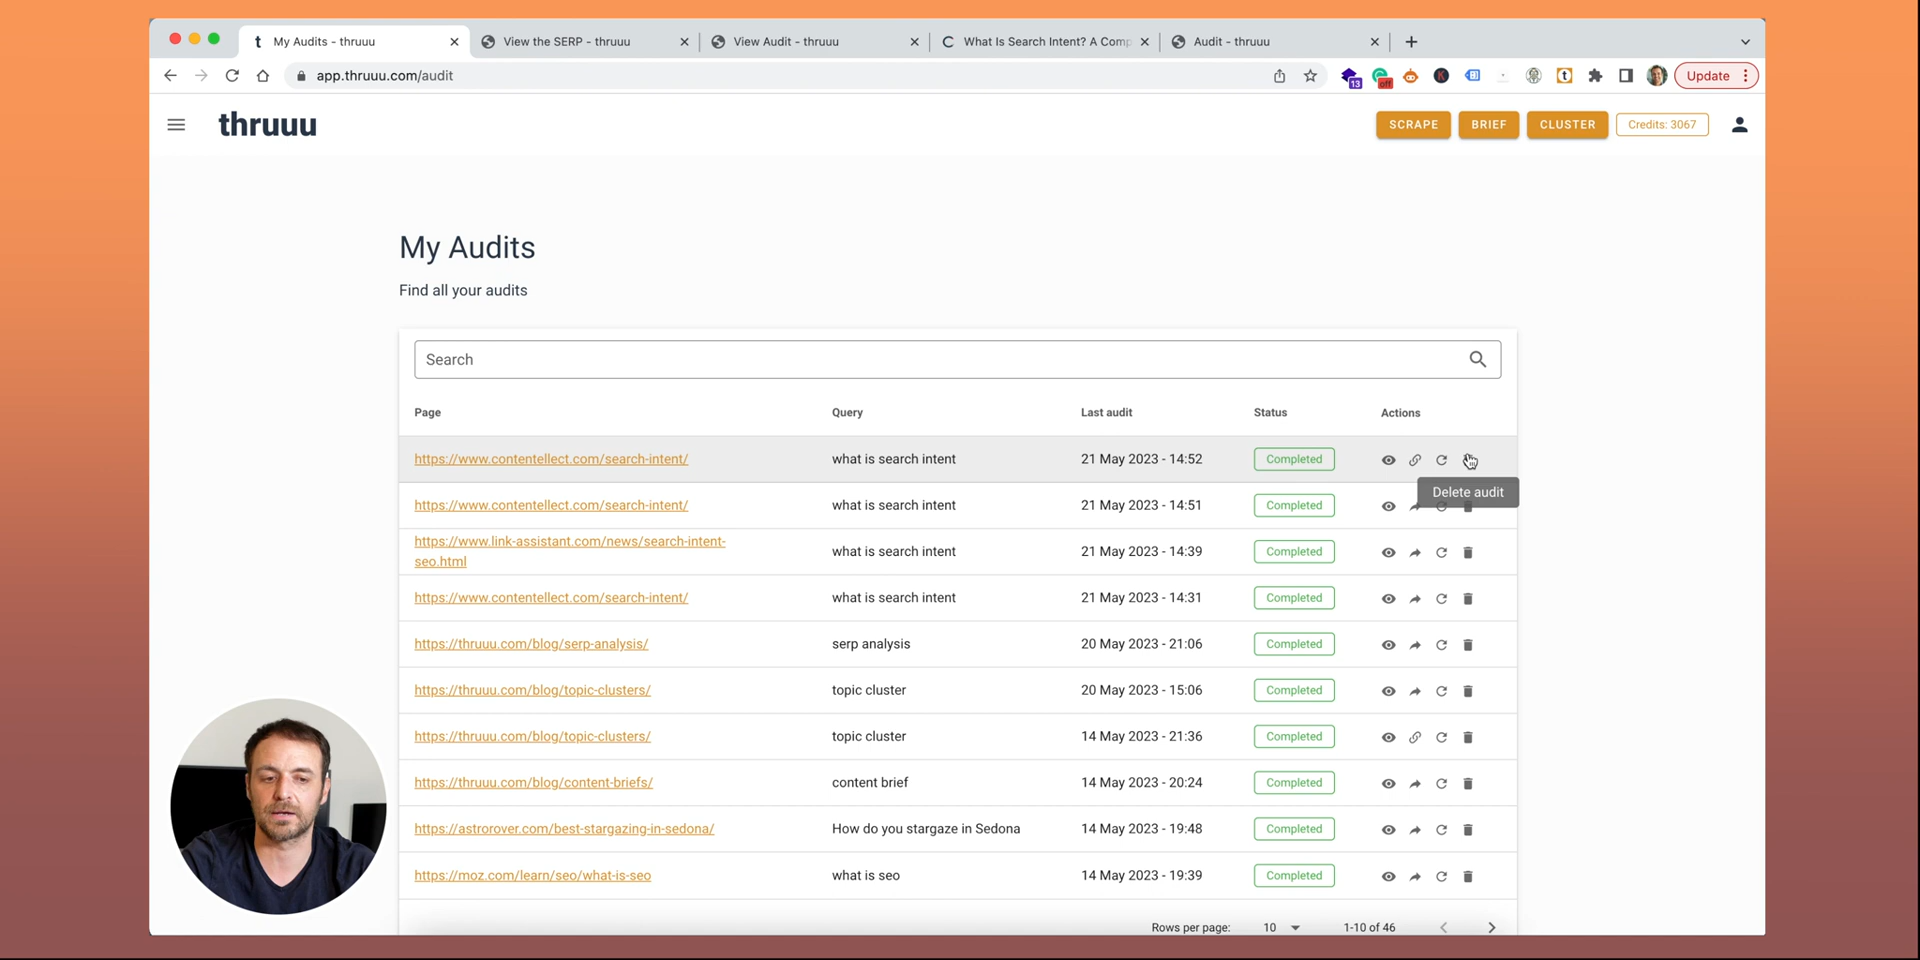 My Audits - thruuu
View the SERP - thruuu
View Audit - thruuu
What Is Search Intent? A Comp
Audit - thruuu
app.thruuu.com/audit
13
off
K
t
Update
thruuu
SCRAPE
BRIEF
CLUSTER
Credits: 3067
My Audits
Find all your audits
Search
Page Query Last audit Status Actions
https://www.contentellect.com/search-intent/ what is search intent 21 May 2023 - 14:52 Completed
Delete audit
https://www.contentellect.com/search-intent/ what is search intent 21 May 2023 - 14:51 Completed
https://www.link-assistant.com/news/search-intent-
seo.html what is search intent 21 May 2023 - 14:39 Completed
https://www.contentellect.com/search-intent/ what is search intent 21 May 2023 - 14:31 Completed
https://thruuu.com/blog/serp-analysis/ serp analysis 20 May 2023 - 21:06 Completed
https://thruuu.com/blog/topic-clusters/ topic cluster 20 May 2023 - 15:06 Completed
https://thruuu.com/blog/topic-clusters/ topic cluster 14 May 2023 - 21:36 Completed
https://thruuu.com/blog/content-briefs/ content brief 14 May 2023 - 20:24 Completed
https://astrorover.com/best-stargazing-in-sedona/ How do you stargaze in Sedona 14 May 2023 - 19:48 Completed
https://moz.com/learn/seo/what-is-seo what is seo 14 May 2023 - 19:39 Completed
Rows per page: 10 1-10 of 46